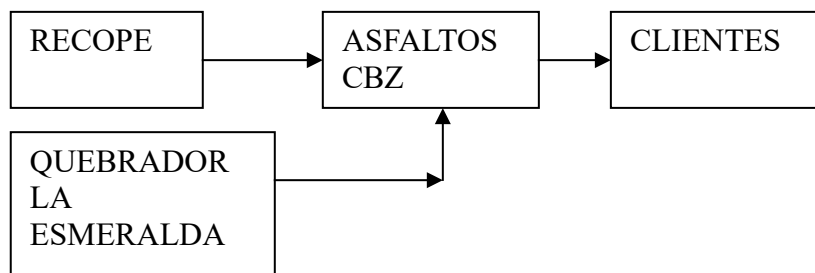 RECOPE
ASFALTOS
CBZ
CLIENTES
QUEBRADOR
LA
ESMERALDA